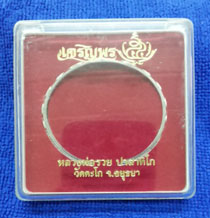 เจริญพร
หลวงพ่อรวย ปาสาทิโก
วัดตะโก จ.อยุธยา